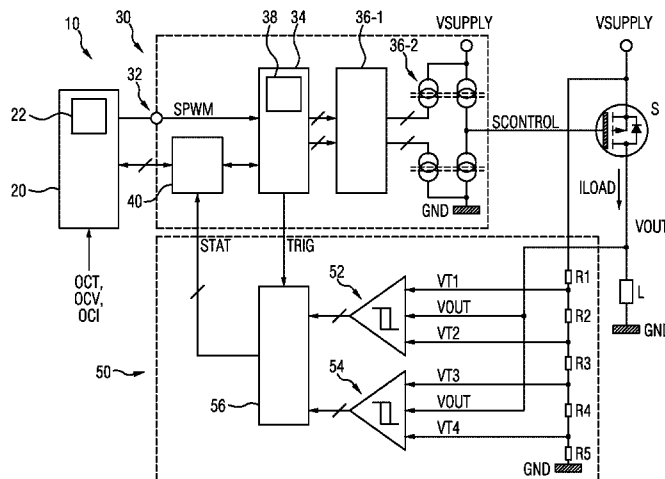 10
30
38
34
36-1
VSUPPLY
VSUPPLY
32
36-2
22
SPWM
S
SCONTROL
20
40
ILOAD
GND
VOUT
STAT
TRIG
OCT,
OCV,
OCI
52
VT1
R1
VOUT
R2
L
VT2
GND
R3
50
54
VT3
VOUT
R4
56
VT4
R5
GND